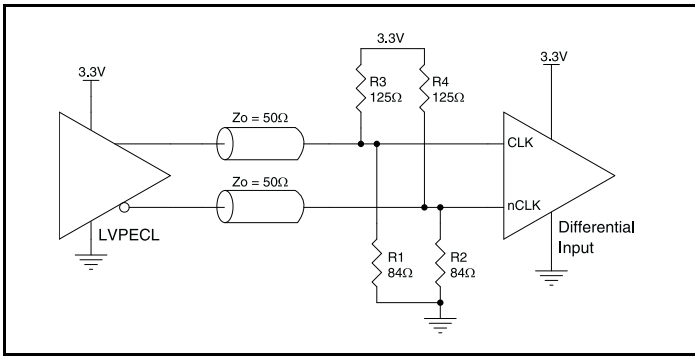 3.3V
3.3V
3.3V
R3
125Ω
R4
125Ω
Zo = 50Ω
CLK
Zo = 50Ω
nCLK
LVPECL
Differential
Input
R1
84Ω
R2
84Ω